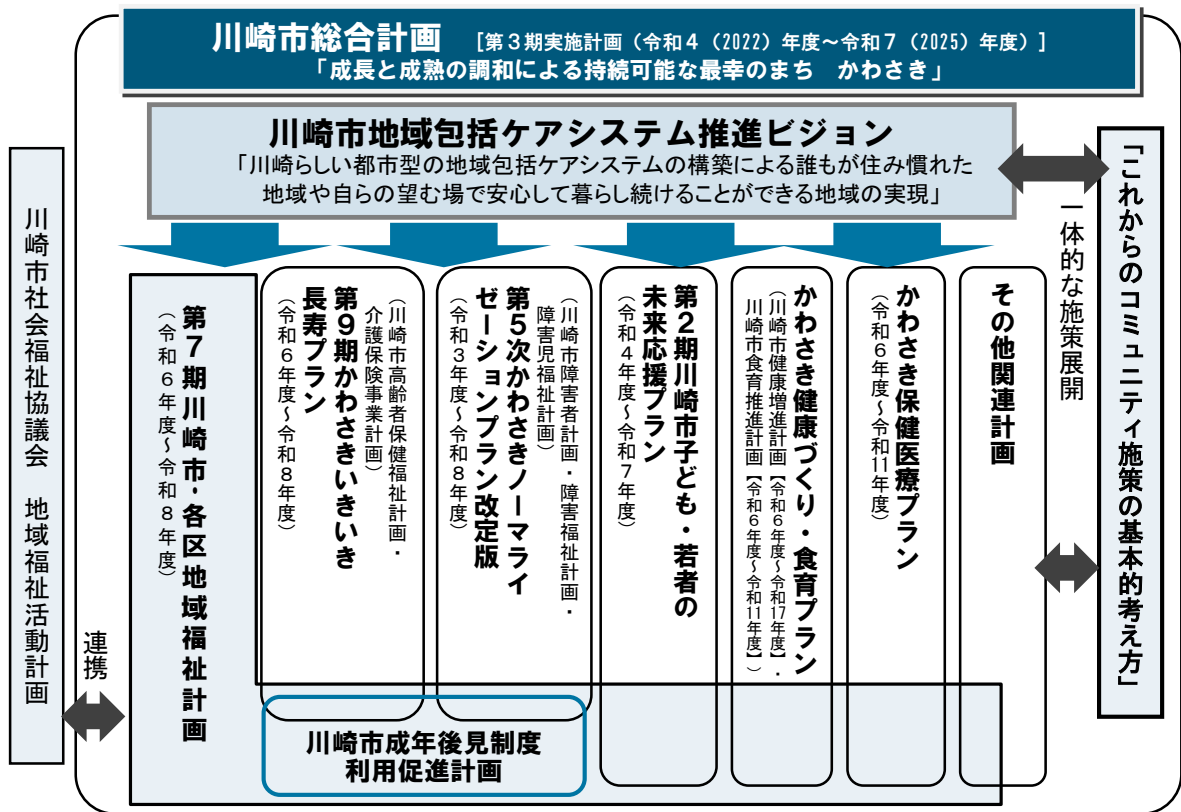 川崎市総合計画 [第3期実施計画（令和4（2022）年度～令和7（2025）年度）]
「成長と成熟の調和による持続可能な最幸のまち　かわさき」
川崎市地域包括ケアシステム推進ビジョン
「川崎らしい都市型の地域包括ケアシステムの構築による誰もが住み慣れた
地域や自らの望む場で安心して暮らし続けることができる地域の実現」
「これからのコミュニティ施策の基本的考え方」
一体的な施策展開
その他関連計画
かわさき保健医療プラン
（令和6年度～令和11年度）
かわさき健康づくり・食育プラン
（川崎市健康増進計画【令和6年度～令和17年度】・
川崎市食育推進計画【令和6年度～令和11年度】）
第2期川崎市子ども・若者の
未来応援プラン
（令和4年度～令和7年度）
（川崎市障害者計画・障害福祉計画・
障害児福祉計画）
第5次かわさきノーマライ
ゼーションプラン改定版
（令和3年度～令和8年度）
（川崎市高齢者保健福祉計画・
介護保険事業計画）
第9期かわさきいきいき
長寿プラン
（令和6年度～令和8年度）
第7期川崎市・各区地域福祉計画
（令和6年度～令和8年度）
川崎市成年後見制度
利用促進計画
連携
川崎市社会福祉協議会　地域福祉活動計画